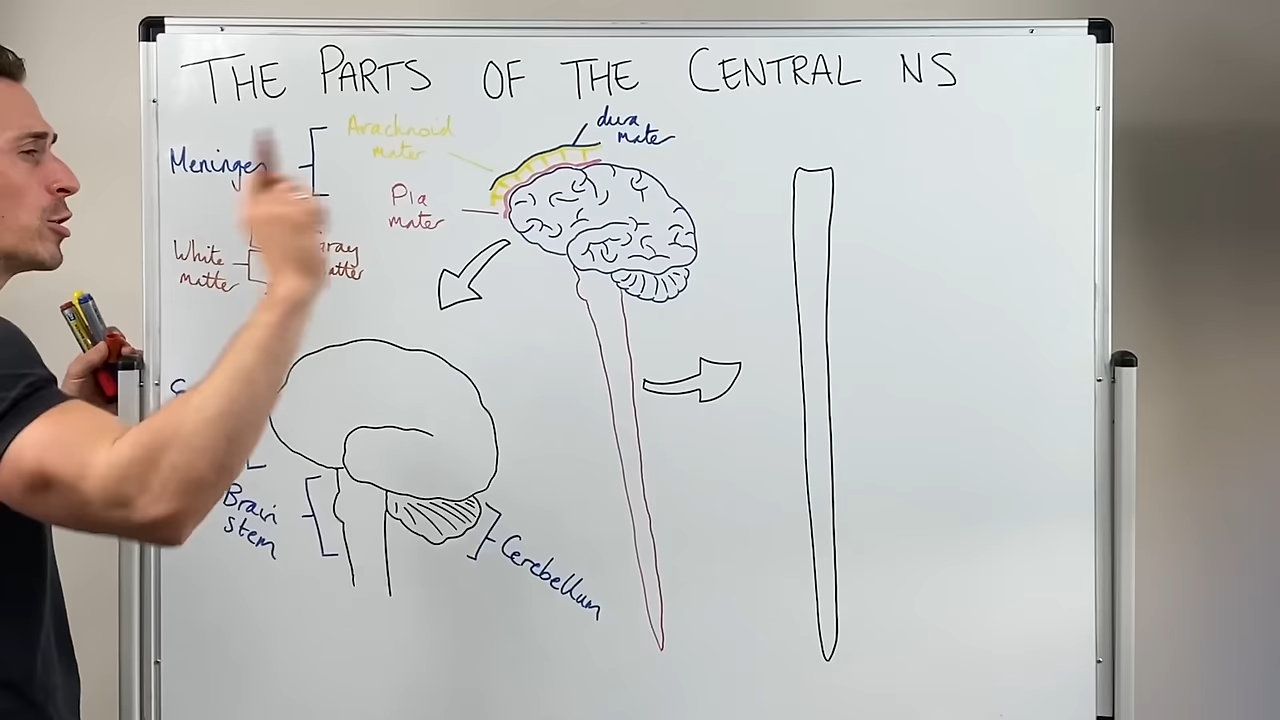 THE PARTS OF THE CENTRAL NS
Arachnoid
mater
dura
mater
Meninges
Pia
mater
White
matter
Brain
stem
Cerebellum